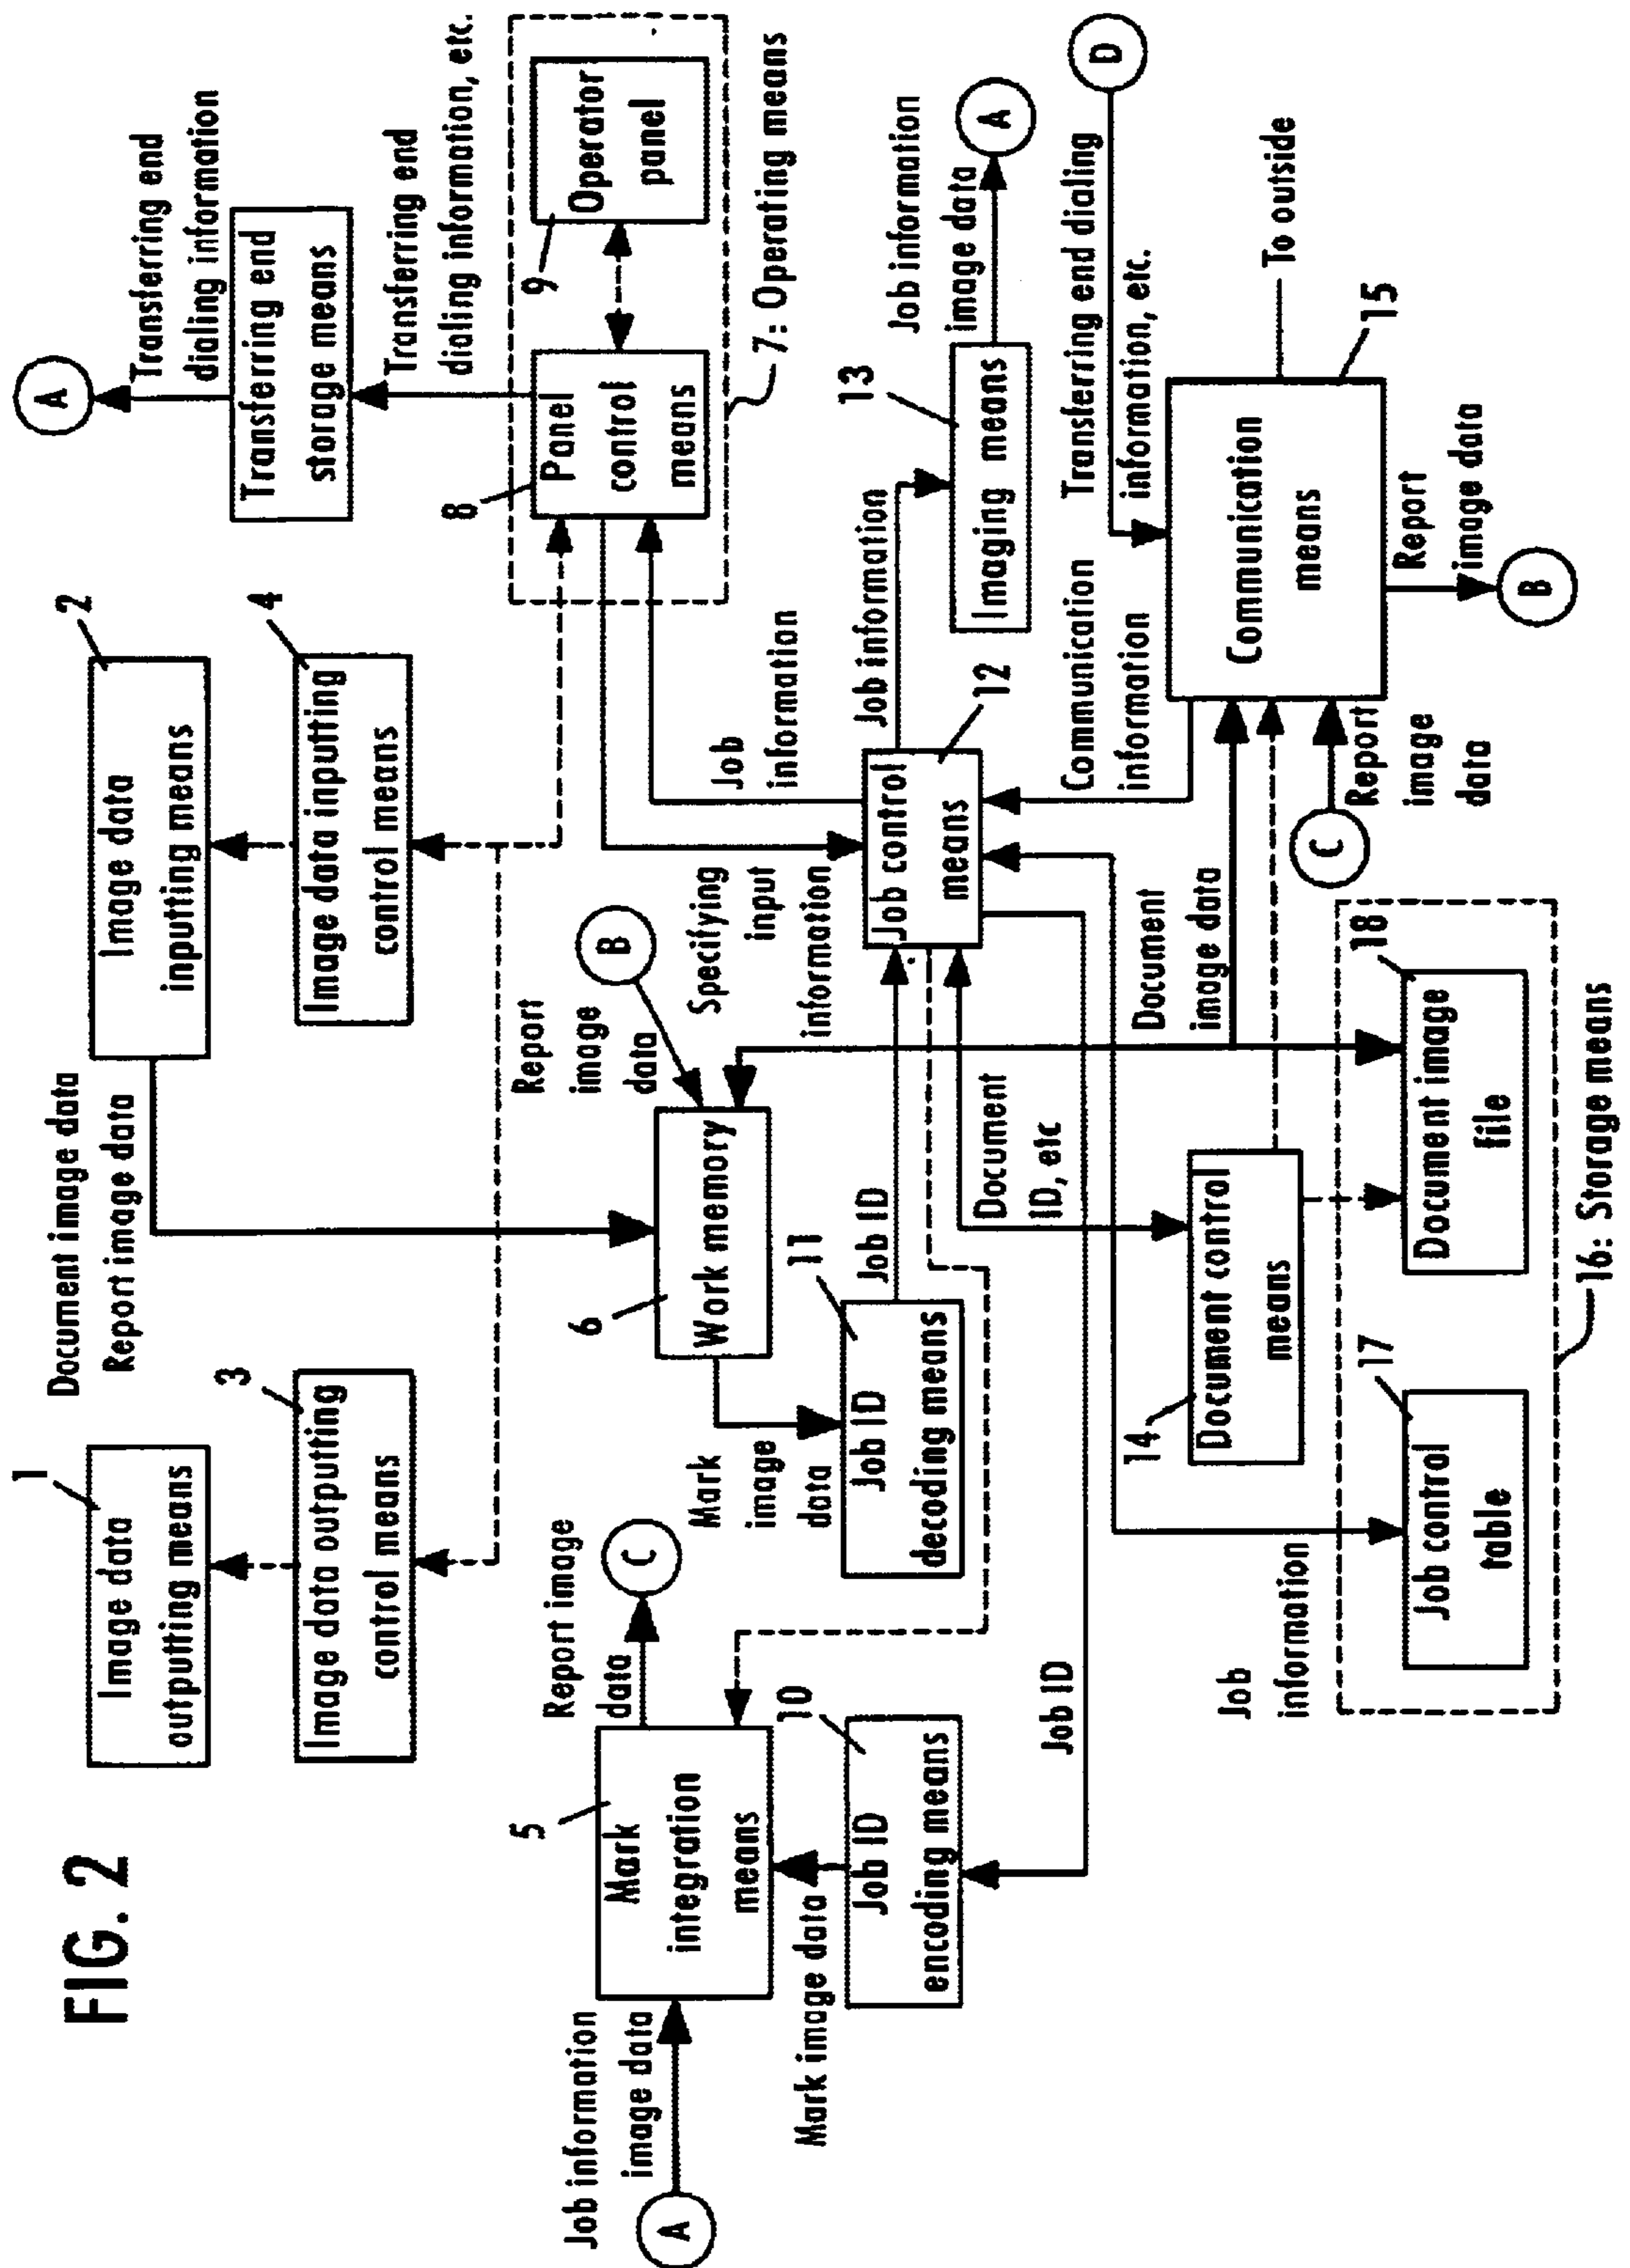 FIG. 2
1
Image data
outputting means
3
Image data outputting
control means
Document image data
Report image data
2
Image data
inputting means
4
Image data inputting
control means
A
Transferring end
dialing information
Transferring end
storage means
Transferring end
dialing information, etc.
8
Panel
control
means
9
Operator
panel
7: Operating means
Job information
image data
A
5
Mark
integration
means
Report image
data
C
Mark image data
10
Job ID
encoding means
Job ID
Report
image
data
B
6
Work memory
Mark
image
data
11
Job ID
decoding means
Job ID
Specifying
input
information
Job
information
Job control
means
12
Job information
13
Imaging means
Job information
image data
A
Document
ID, etc
14
Document control
means
Document
image data
Communication
information
Transferring end dialing
information, etc.
D
Communication
means
15
To outside
C
Report
image
data
Report
image data
B
Job
information
17
Job control
table
18
Document image
file
16: Storage means